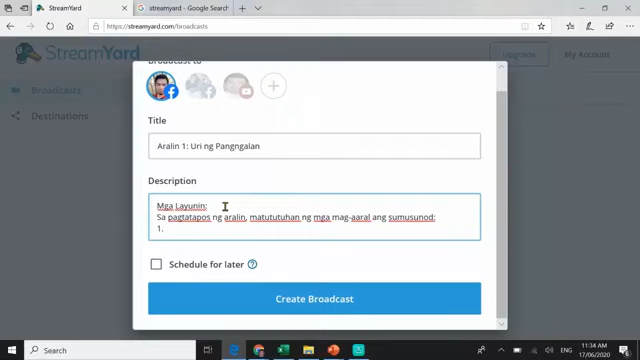 StreamYard
streamyard - Google Search
https://streamyard.com/broadcasts
StreamYard
Upgrade
My Account
Broadcasts
Destinations
Broadcast to
Title
Aralin 1; Uri ng Pangngalan
Description
Mga Layunin:
Sa pagtatapos ng aralin, matututuhan ng mga mag-aaral ang sumusunod:
1.
Schedule for later
Create Broadcast
Search
ENG
11:34 AM
17/06/2020